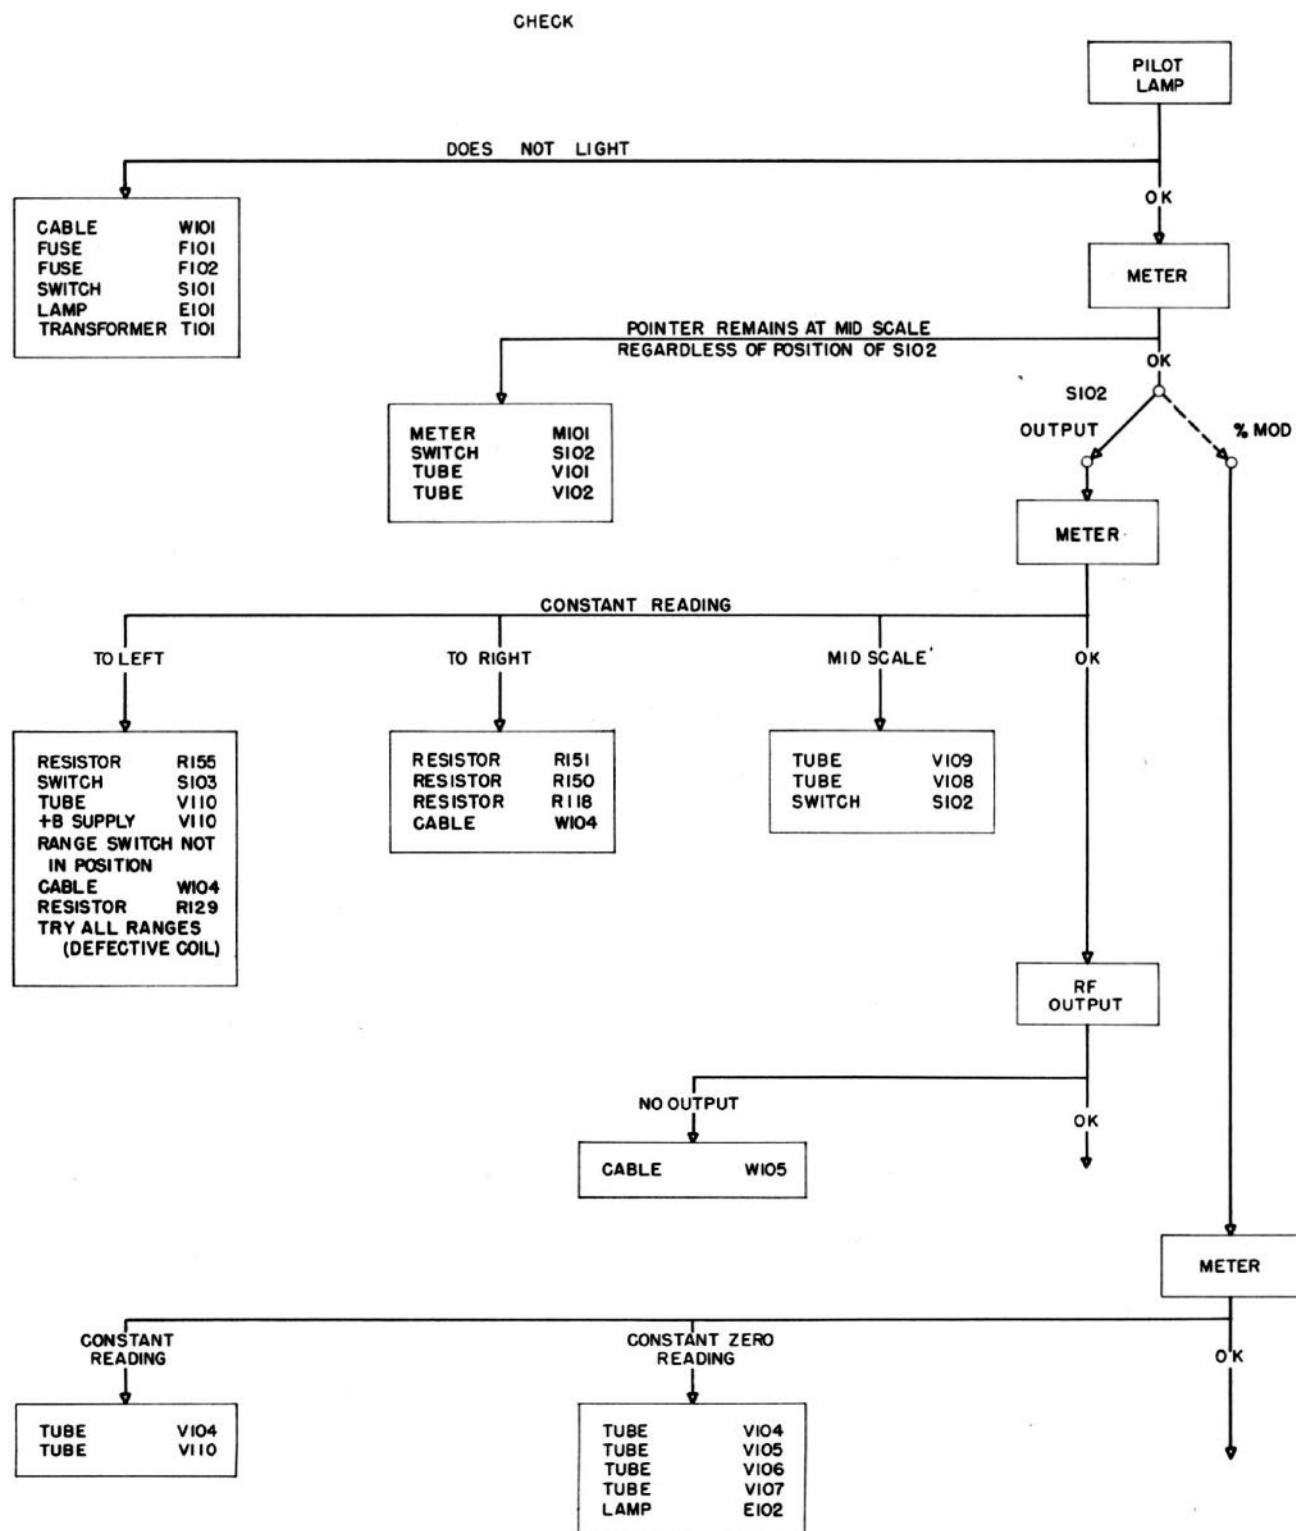 CHECK
PILOT
LAMP
DOES NOT LIGHT
OK
CABLE W101
FUSE F101
FUSE F102
SWITCH S101
LAMP E101
TRANSFORMER T101
METER
POINTER REMAINS AT MID SCALE
REGARDLESS OF POSITION OF S102
OK
S102
OUTPUT
% MOD
METER M101
SWITCH S102
TUBE V101
TUBE V102
METER
CONSTANT READING
TO LEFT
TO RIGHT
MID SCALE
OK
RESISTOR R155
SWITCH S103
TUBE V110
+B SUPPLY V110
RANGE SWITCH NOT
IN POSITION
CABLE W104
RESISTOR R129
TRY ALL RANGES
(DEFECTIVE COIL)
RESISTOR R151
RESISTOR R150
RESISTOR R118
CABLE W104
TUBE V109
TUBE V108
SWITCH S102
RF
OUTPUT
NO OUTPUT
OK
CABLE W105
METER
CONSTANT
READING
CONSTANT ZERO
READING
OK
TUBE V104
TUBE V110
TUBE V104
TUBE V105
TUBE V106
TUBE V107
LAMP E102